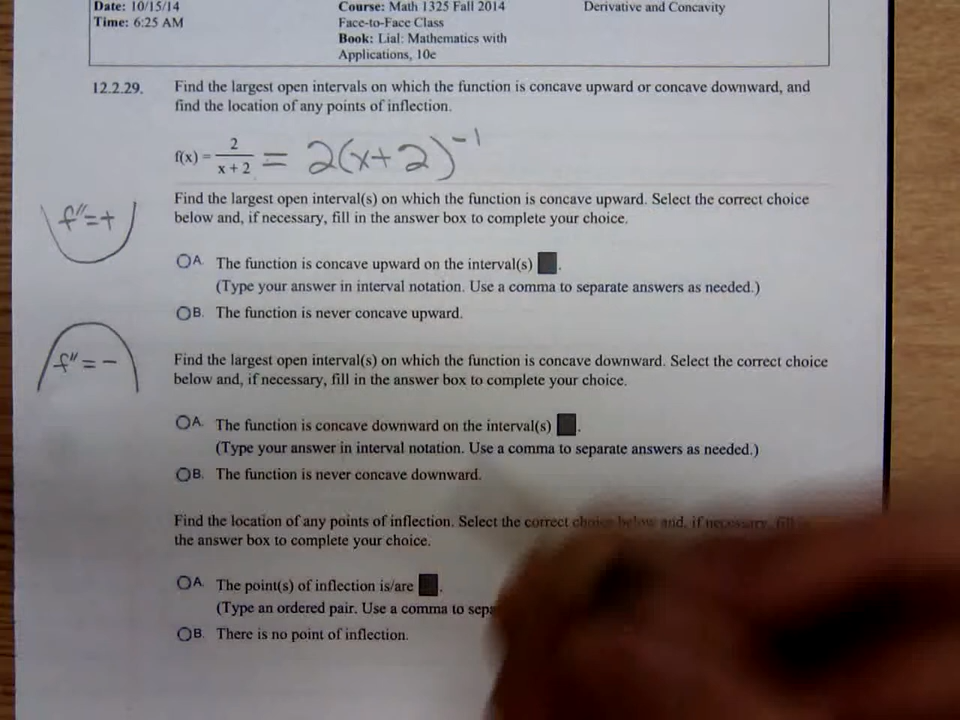 Date: 10/15/14 Course: Math 1325 Fall 2014 Derivative and Concavity
Time: 6:25 AM Face-to-Face Class
Book: Lial: Mathematics with
Applications, 10e
12.2.29. Find the largest open intervals on which the function is concave upward or concave downward, and
find the location of any points of inflection.
f(x) = 2/(x + 2) = 2(x+2)^-1
Find the largest open interval(s) on which the function is concave upward. Select the correct choice
below and, if necessary, fill in the answer box to complete your choice.
f''=+
A. The function is concave upward on the interval(s) .
(Type your answer in interval notation. Use a comma to separate answers as needed.)
B. The function is never concave upward.
f''=-
Find the largest open interval(s) on which the function is concave downward. Select the correct choice
below and, if necessary, fill in the answer box to complete your choice.
A. The function is concave downward on the interval(s) .
(Type your answer in interval notation. Use a comma to separate answers as needed.)
B. The function is never concave downward.
Find the location of any points of inflection. Select the correct choice below and, if necessary, fill
the answer box to complete your choice.
A. The point(s) of inflection is/are .
(Type an ordered pair. Use a comma to sepa
B. There is no point of inflection.